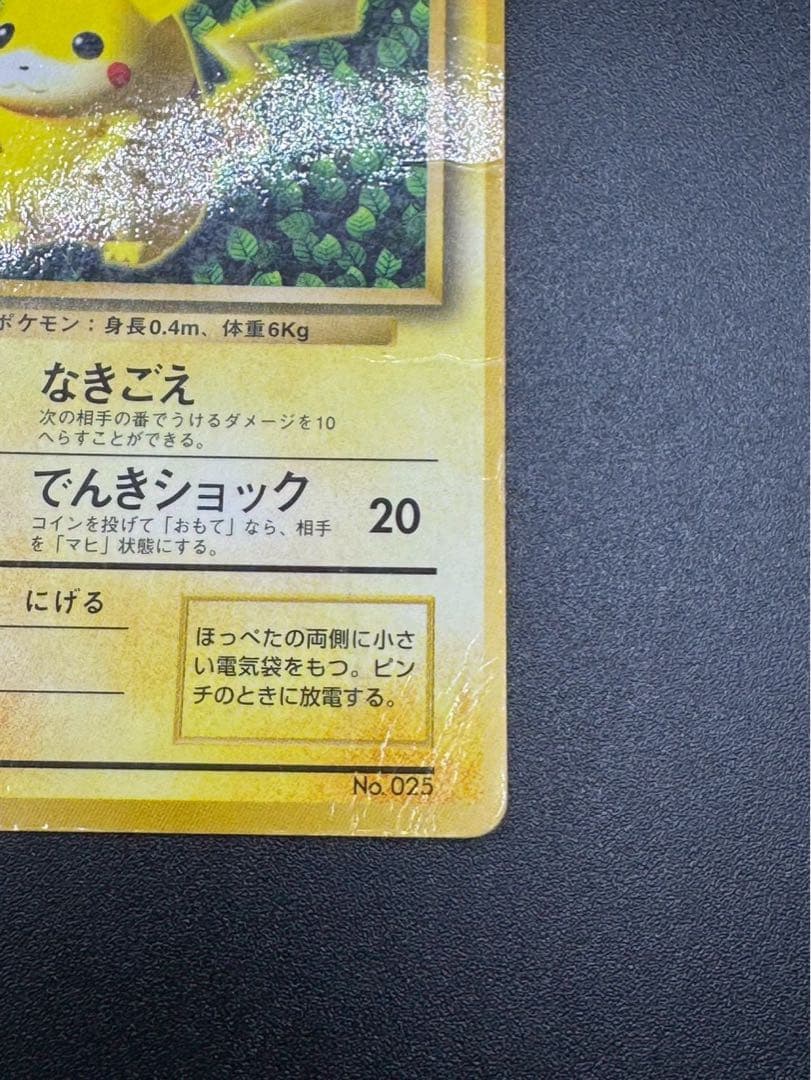 ポケモン：身長0.4m、体重6Kg
なきごえ
次の相手の番でうけるダメージを10
へらすことができる。
でんきショック 20
コインを投げて「おもて」なら、相手
を「マヒ」状態にする。
にげる
ほっぺたの両側に小さ
い電気袋をもつ。ピン
チのときに放電する。
No. 025